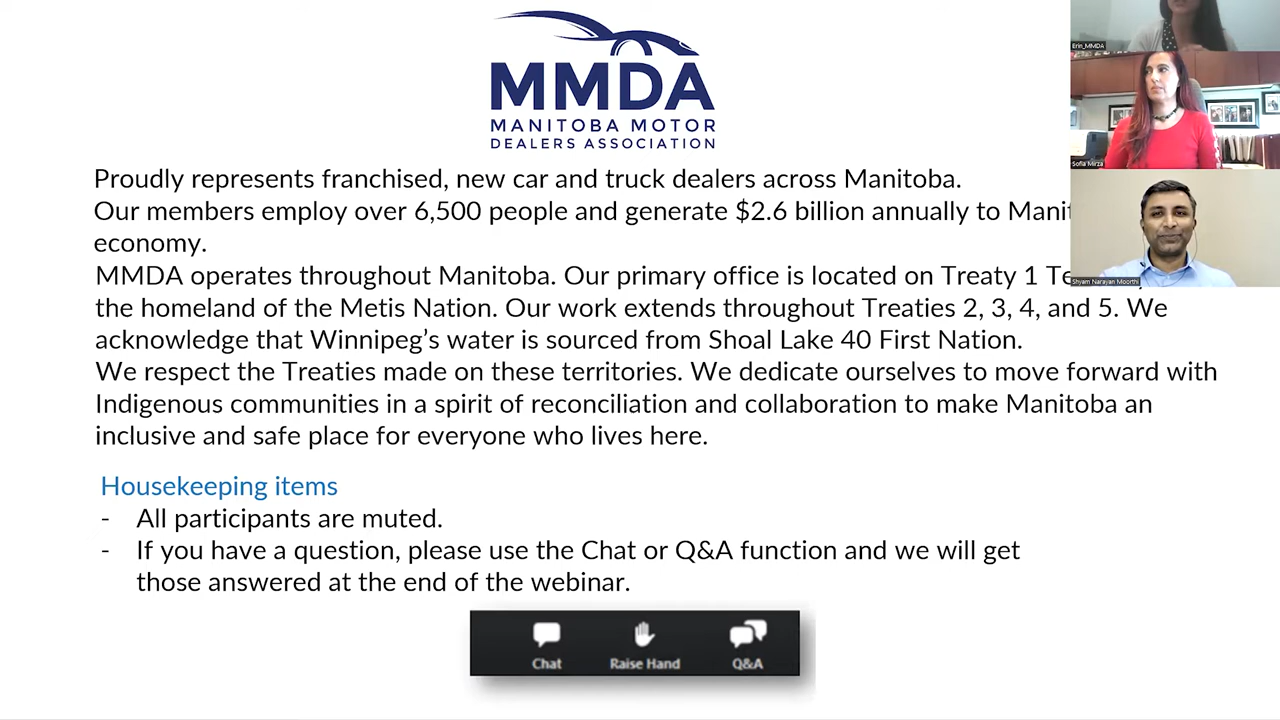 MMDA
MANITOBA MOTOR
DEALERS ASSOCIATION
Erin_MMDA
Sofia Mirza
Shyam Narayan Moorthi
Proudly represents franchised, new car and truck dealers across Manitoba.
Our members employ over 6,500 people and generate $2.6 billion annually to
economy.
MMDA operates throughout Manitoba. Our primary office is located on Treaty 1
the homeland of the Metis Nation. Our work extends throughout Treaties 2, 3, 4, and 5. We
acknowledge that Winnipeg’s water is sourced from Shoal Lake 40 First Nation.
We respect the Treaties made on these territories. We dedicate ourselves to move forward with
Indigenous communities in a spirit of reconciliation and collaboration to make Manitoba an
inclusive and safe place for everyone who lives here.
Housekeeping items
- All participants are muted.
- If you have a question, please use the Chat or Q&A function and we will get
those answered at the end of the webinar.
Chat Raise Hand Q&A